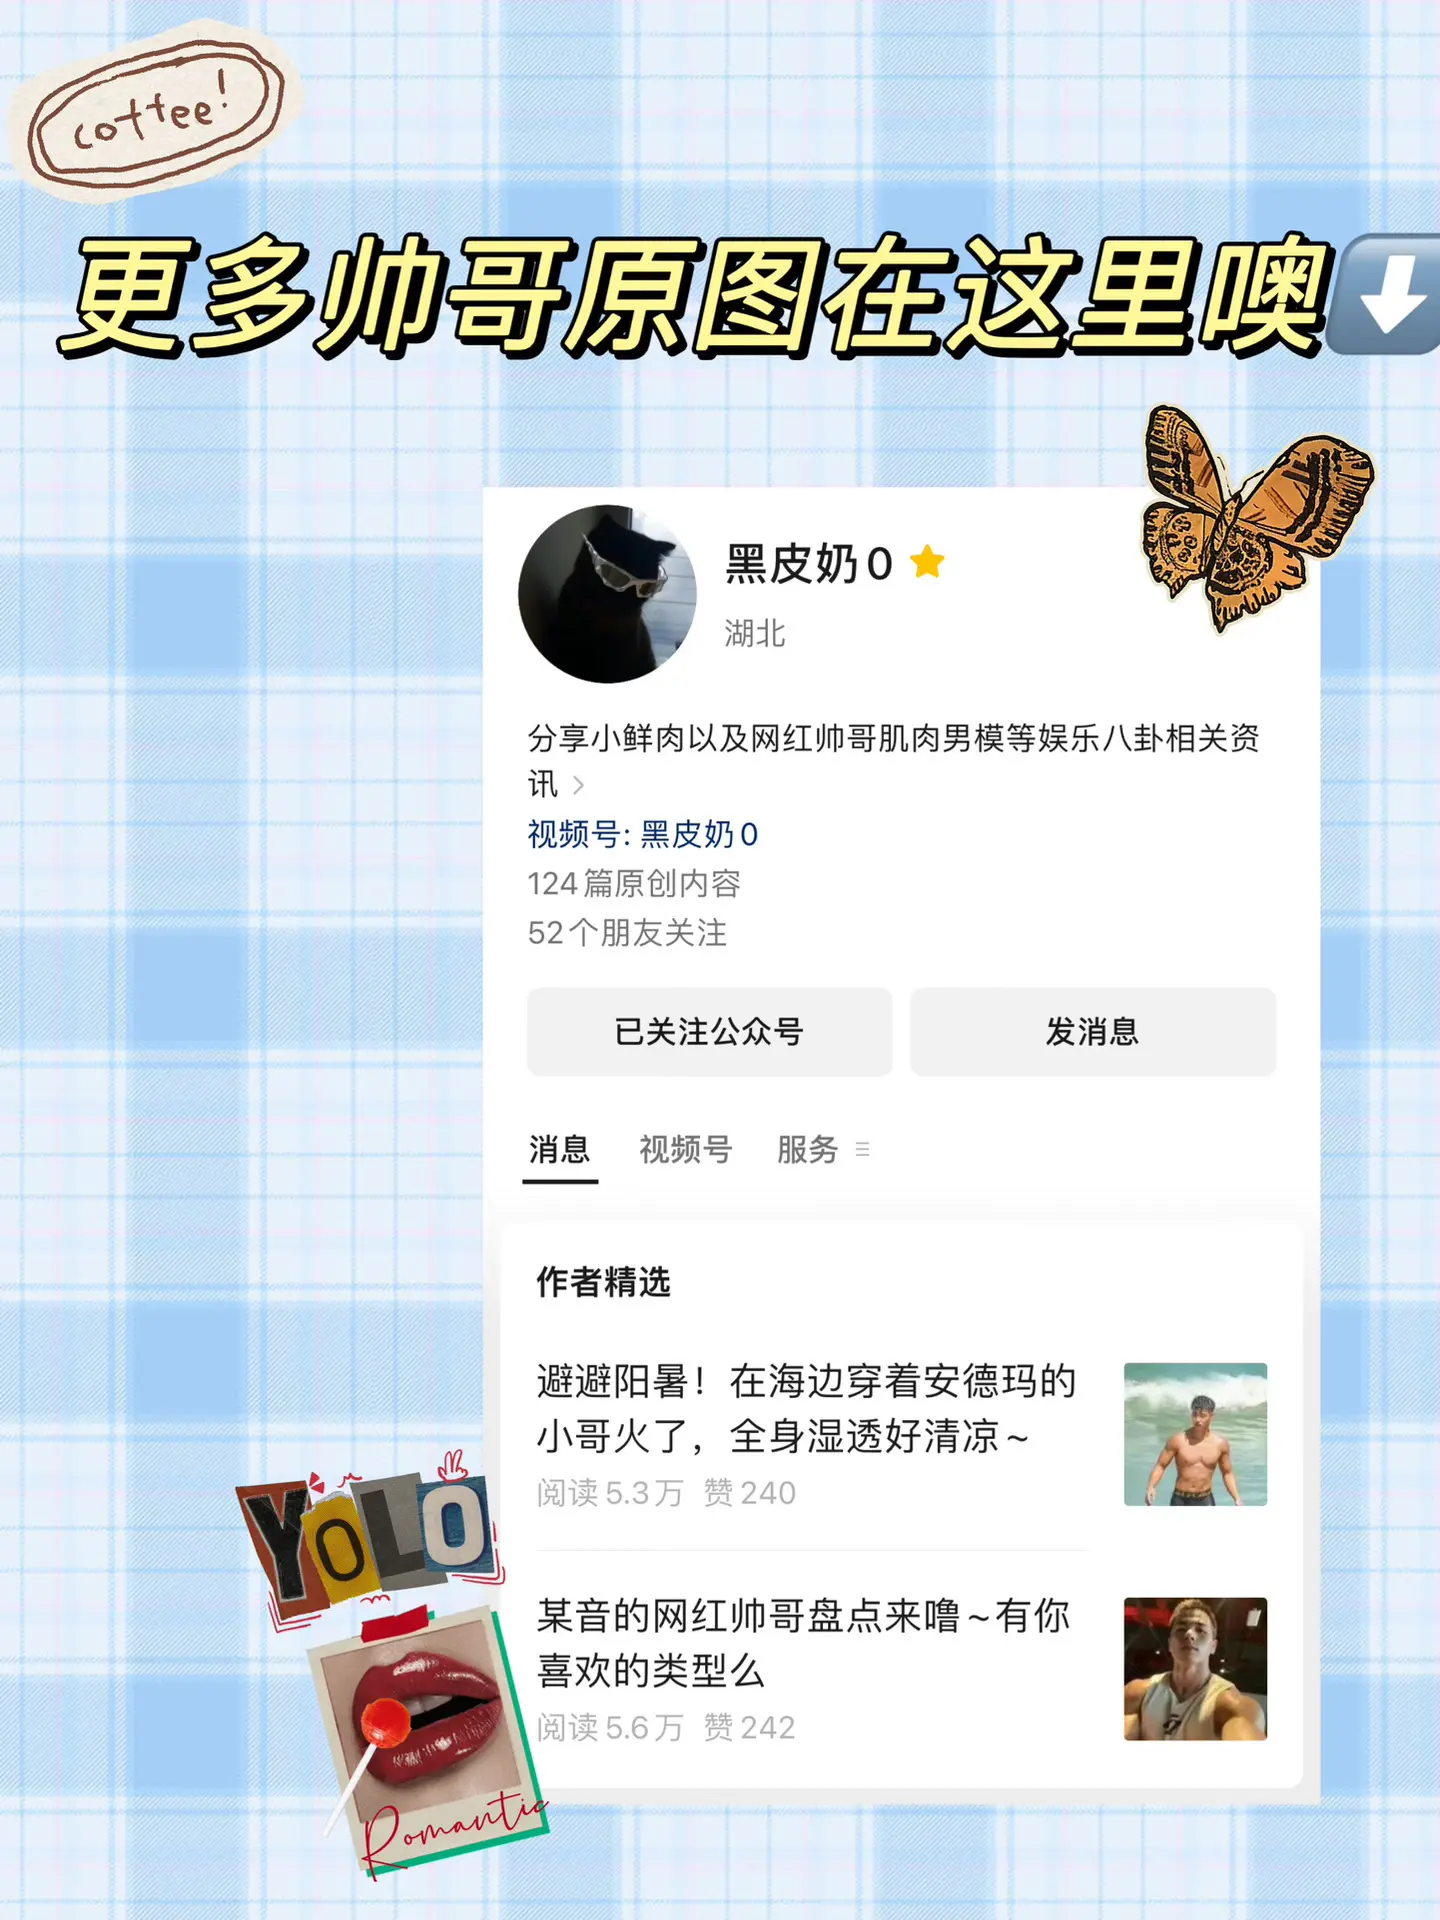 coffee!
更多帅哥原图在这里噢⬇️
黑皮奶0
湖北
分享小鲜肉以及网红帅哥肌肉男模等娱乐八卦相关资
讯
视频号: 黑皮奶0
124篇原创内容
52个朋友关注
已关注公众号
发消息
消息
视频号
服务
作者精选
避避阳暑！在海边穿着安德玛的
小哥火了，全身湿透好清凉~
阅读5.3万 赞240
某音的网红帅哥盘点来噜~有你
喜欢的类型么
阅读5.6万 赞242
YOLO
Romantic